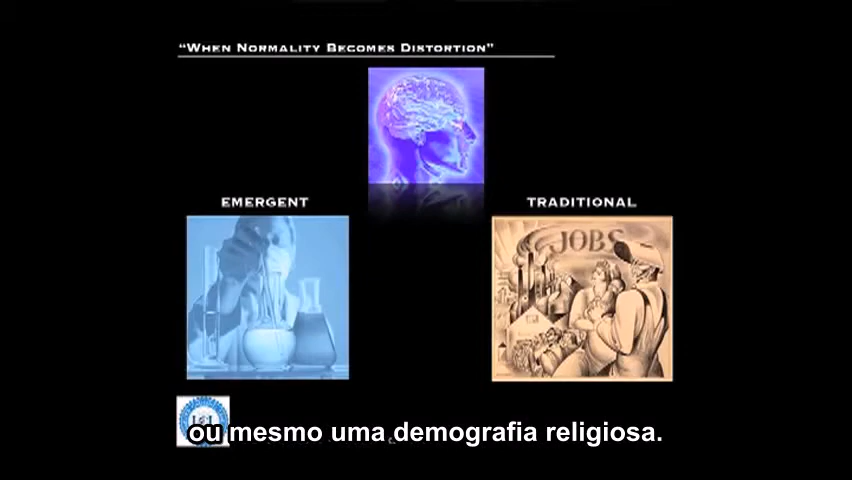 "When Normality Becomes Distortion"
EMERGENT
TRADITIONAL
JOBS
ou mesmo uma demografia religiosa.